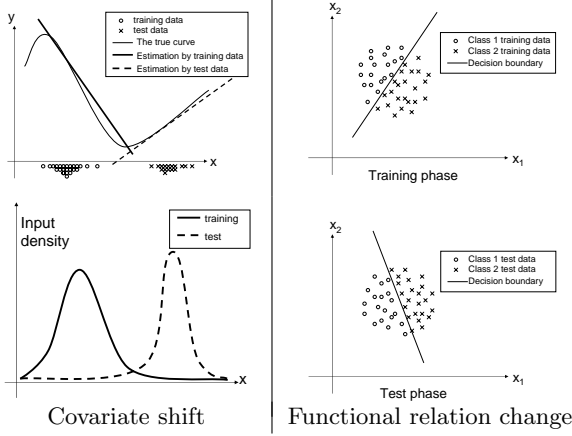 y
training data
test data
The true curve
Estimation by training data
Estimation by test data
x
Input
density
training
test
x
Covariate shift
x2
Class 1 training data
Class 2 training data
Decision boundary
x1
Training phase
x2
Class 1 test data
Class 2 test data
Decision boundary
x1
Test phase
Functional relation change